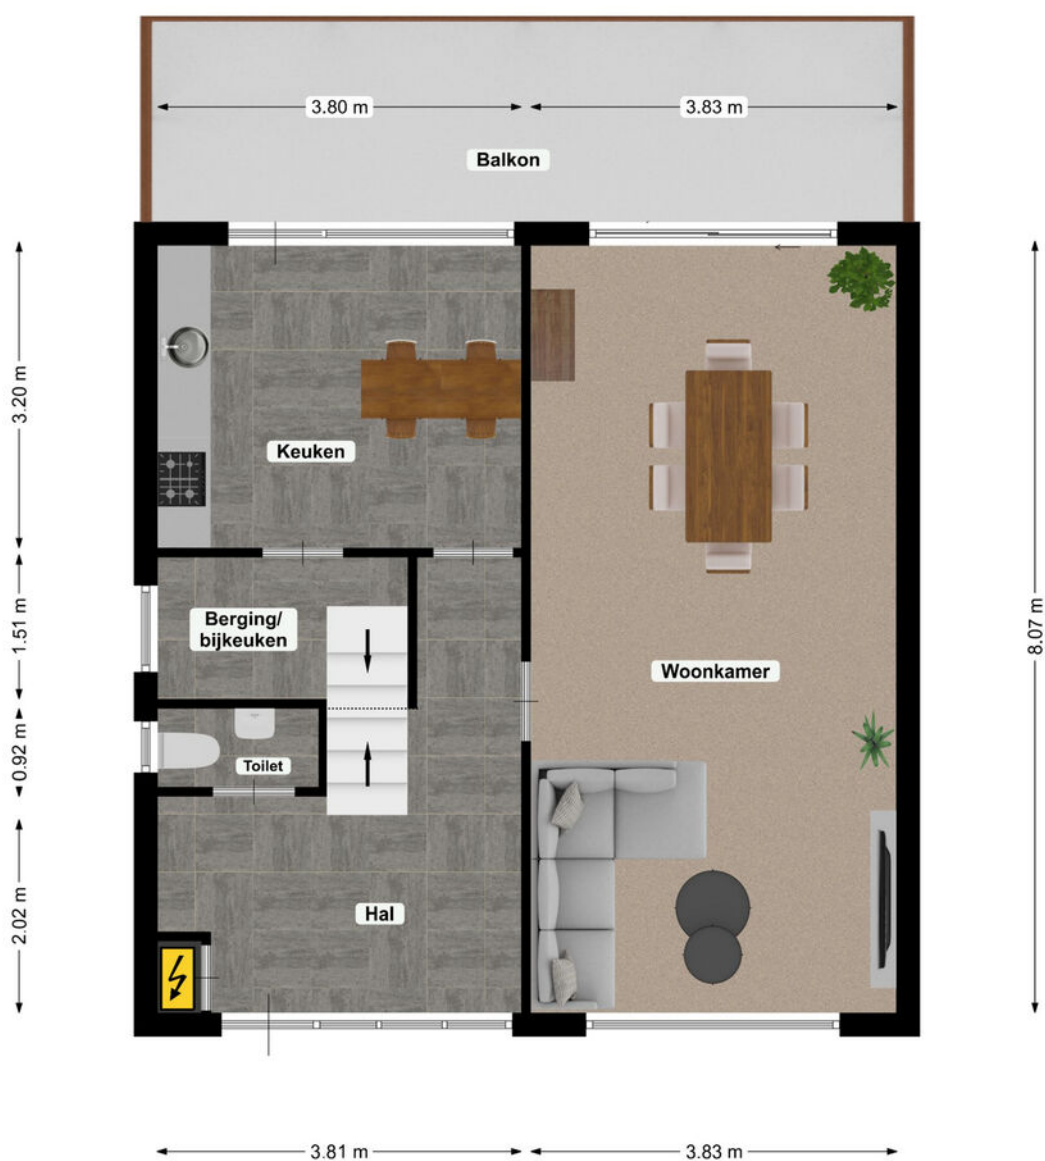 3.80 m
3.83 m
Balkon
3.20 m
Keuken
1.51 m
Berging/
bijkeuken
8.07 m
Woonkamer
0.92 m
Toilet
2.02 m
Hal
3.81 m
3.83 m